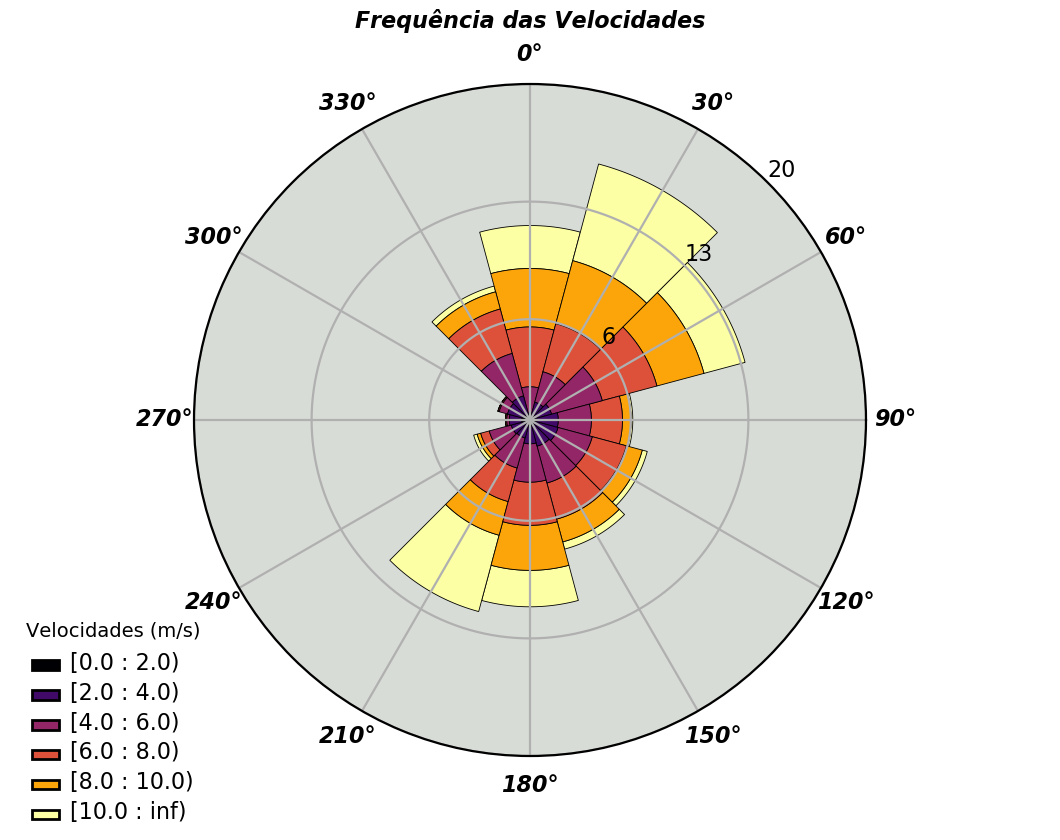 Frequência das Velocidades
0°
330°
30°
20
300°
60°
13
6
270°
90°
240°
120°
210°
150°
180°
Velocidades (m/s)
[0.0 : 2.0)
[2.0 : 4.0)
[4.0 : 6.0)
[6.0 : 8.0)
[8.0 : 10.0)
[10.0 : inf)